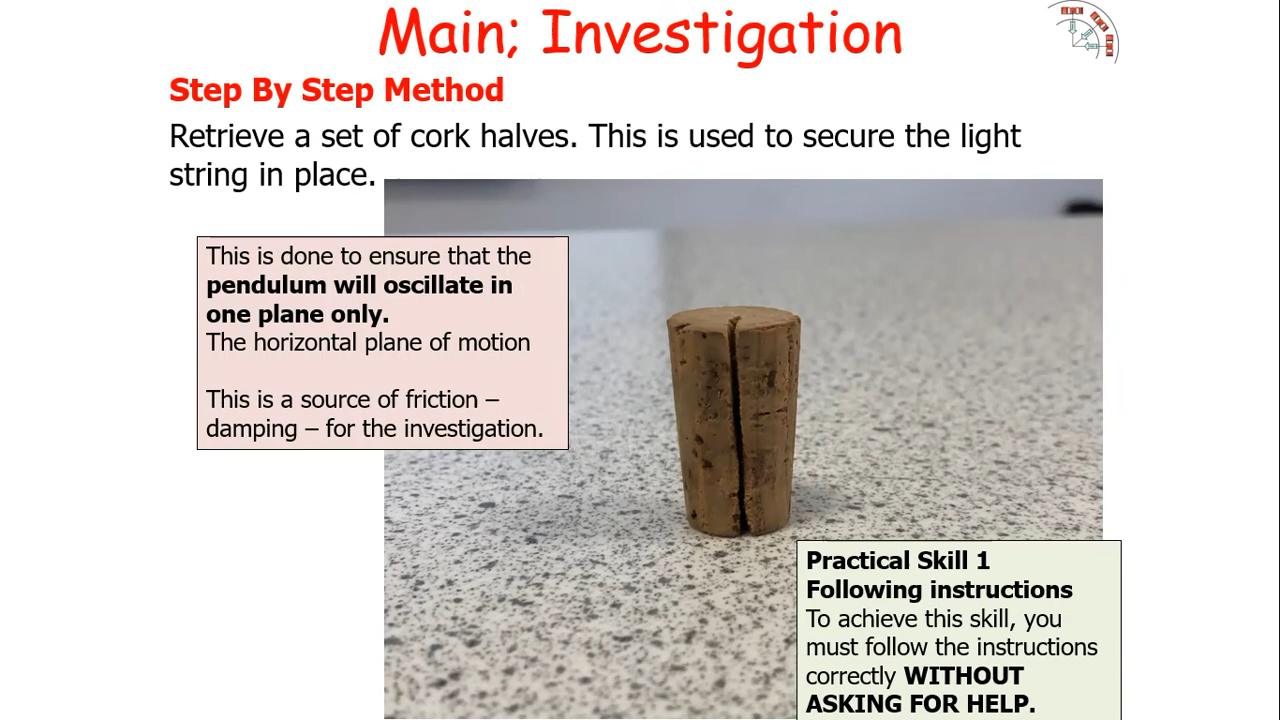 Main; Investigation
Step By Step Method
Retrieve a set of cork halves. This is used to secure the light
string in place.
This is done to ensure that the
pendulum will oscillate in
one plane only.
The horizontal plane of motion
This is a source of friction –
damping – for the investigation.
Practical Skill 1
Following instructions
To achieve this skill, you
must follow the instructions
correctly WITHOUT
ASKING FOR HELP.